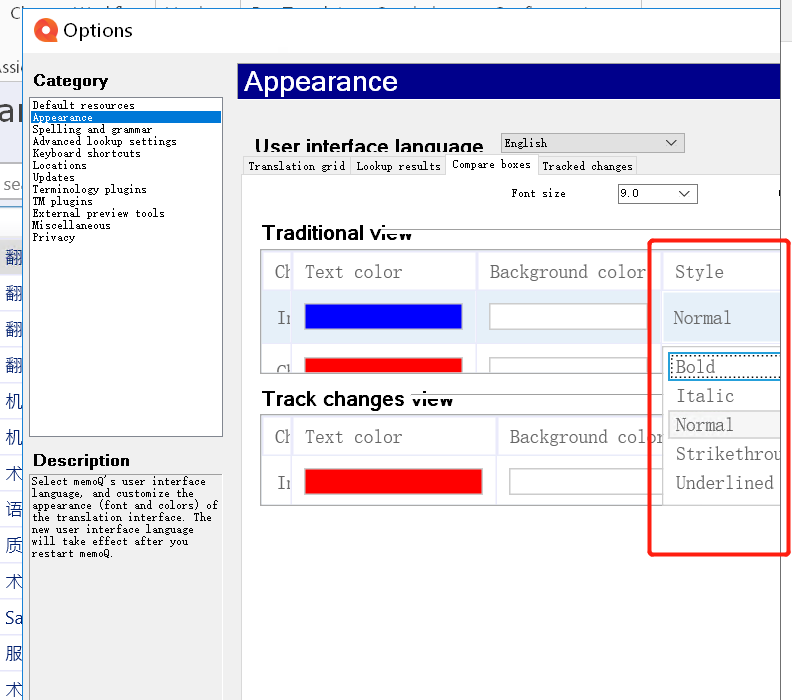 Options
Category
Default resources
Appearance
Spelling and grammar
Advanced lookup settings
Keyboard shortcuts
Locations
Updates
Terminology plugins
TM plugins
External preview tools
Miscellaneous
Privacy
Description
Select memoQ's user interface
language, and customize the
appearance (font and colors) of
the translation interface. The
new user interface language
will take effect after you
restart memoQ.
Appearance
User interface language English
Translation grid Lookup results Compare boxes Tracked changes
Font size 9.0
Traditional view
Ch Text color Background color Style
Normal
Bold
Italic
Normal
Strikethrou
Underlined
Track changes view
Ch Text color Background color
翻
翻
翻
翻
机
机
术
语
质
术
Sa
服
术